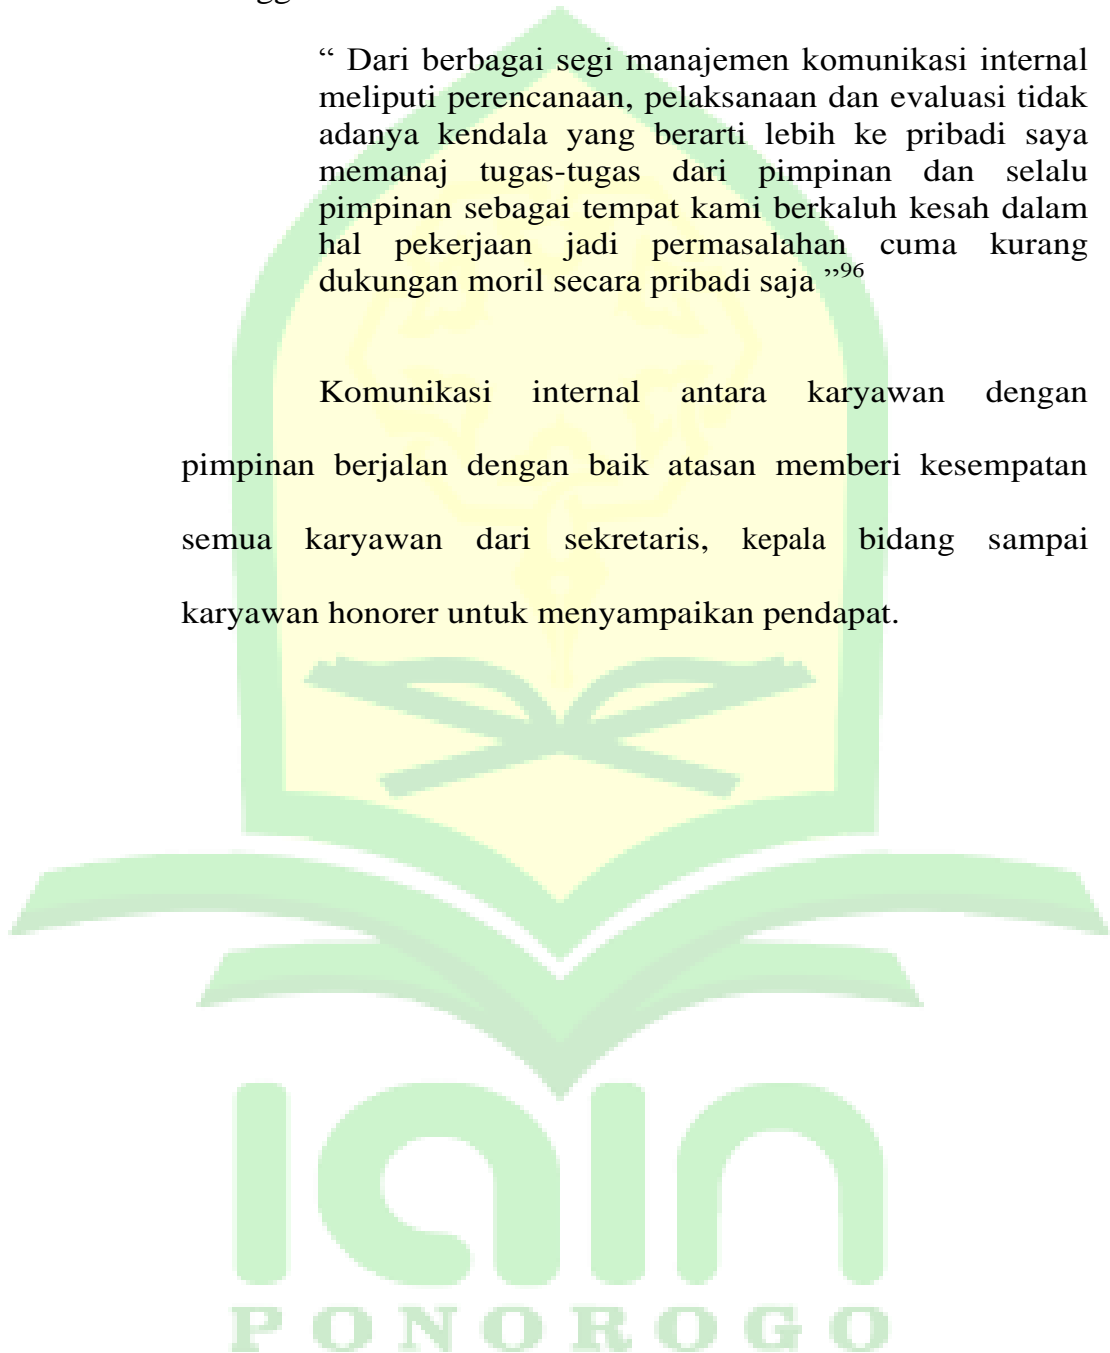 “ Dari berbagai segi manajemen komunikasi internal
meliputi perencanaan, pelaksanaan dan evaluasi tidak
adanya kendala yang berarti lebih ke pribadi saya
memanaj tugas-tugas dari pimpinan dan selalu
pimpinan sebagai tempat kami berkaluh kesah dalam
hal pekerjaan jadi permasalahan cuma kurang
dukungan moril secara pribadi saja ”96
Komunikasi internal antara karyawan dengan
pimpinan berjalan dengan baik atasan memberi kesempatan
semua karyawan dari sekretaris, kepala bidang sampai
karyawan honorer untuk menyampaikan pendapat.
iain
PONOROGO